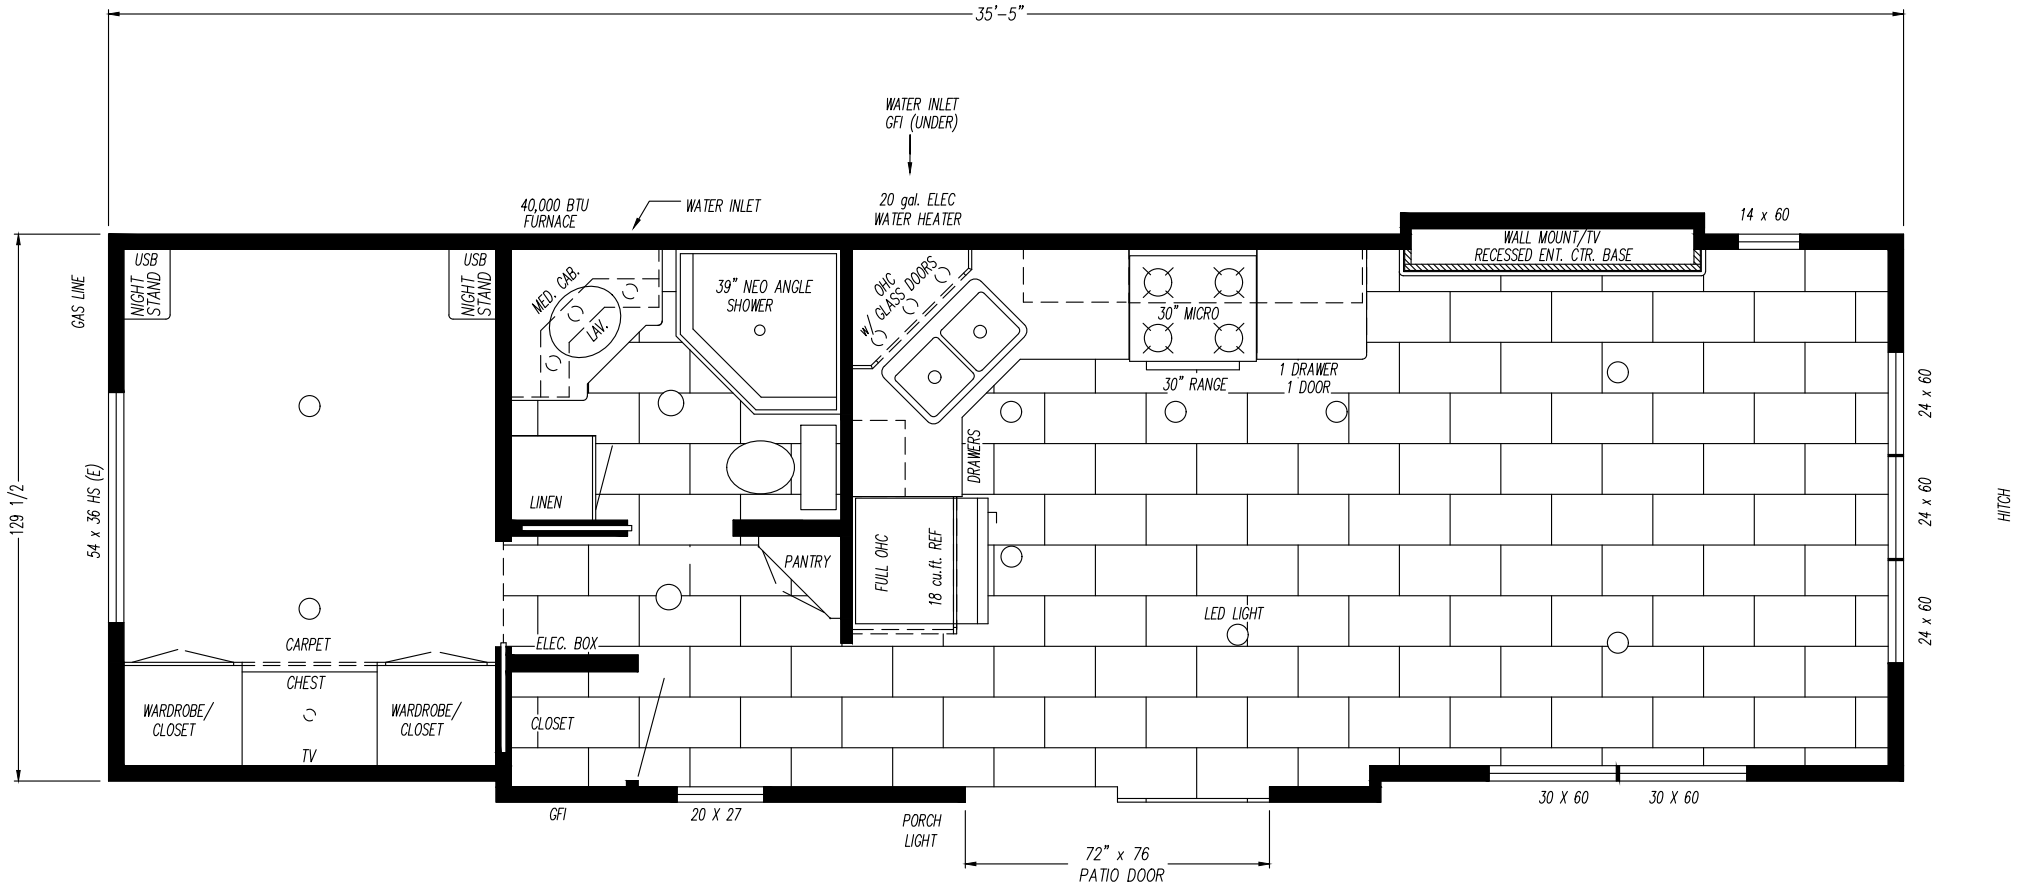 35'-5"
WATER INLET
GFI (UNDER)
40,000 BTU
FURNACE
WATER INLET
20 gal. ELEC
WATER HEATER
14 x 60
WALL MOUNT/TV
RECESSED ENT. CTR. BASE
USB
NIGHT
STAND
USB
NIGHT
STAND
GAS LINE
MED. CAB.
LAV.
39" NEO ANGLE
SHOWER
OHC
W/ GLASS DOORS
30" MICRO
30" RANGE
1 DRAWER
1 DOOR
24 x 60
24 x 60
24 x 60
HITCH
129 1/2
54 x 36 HS (E)
LINEN
DRAWERS
PANTRY
FULL OHC
18 cu.ft. REF
LED LIGHT
CARPET
ELEC. BOX
CHEST
WARDROBE/
CLOSET
WARDROBE/
CLOSET
TV
CLOSET
GFI
20 X 27
PORCH
LIGHT
30 X 60
30 X 60
72" x 76
PATIO DOOR